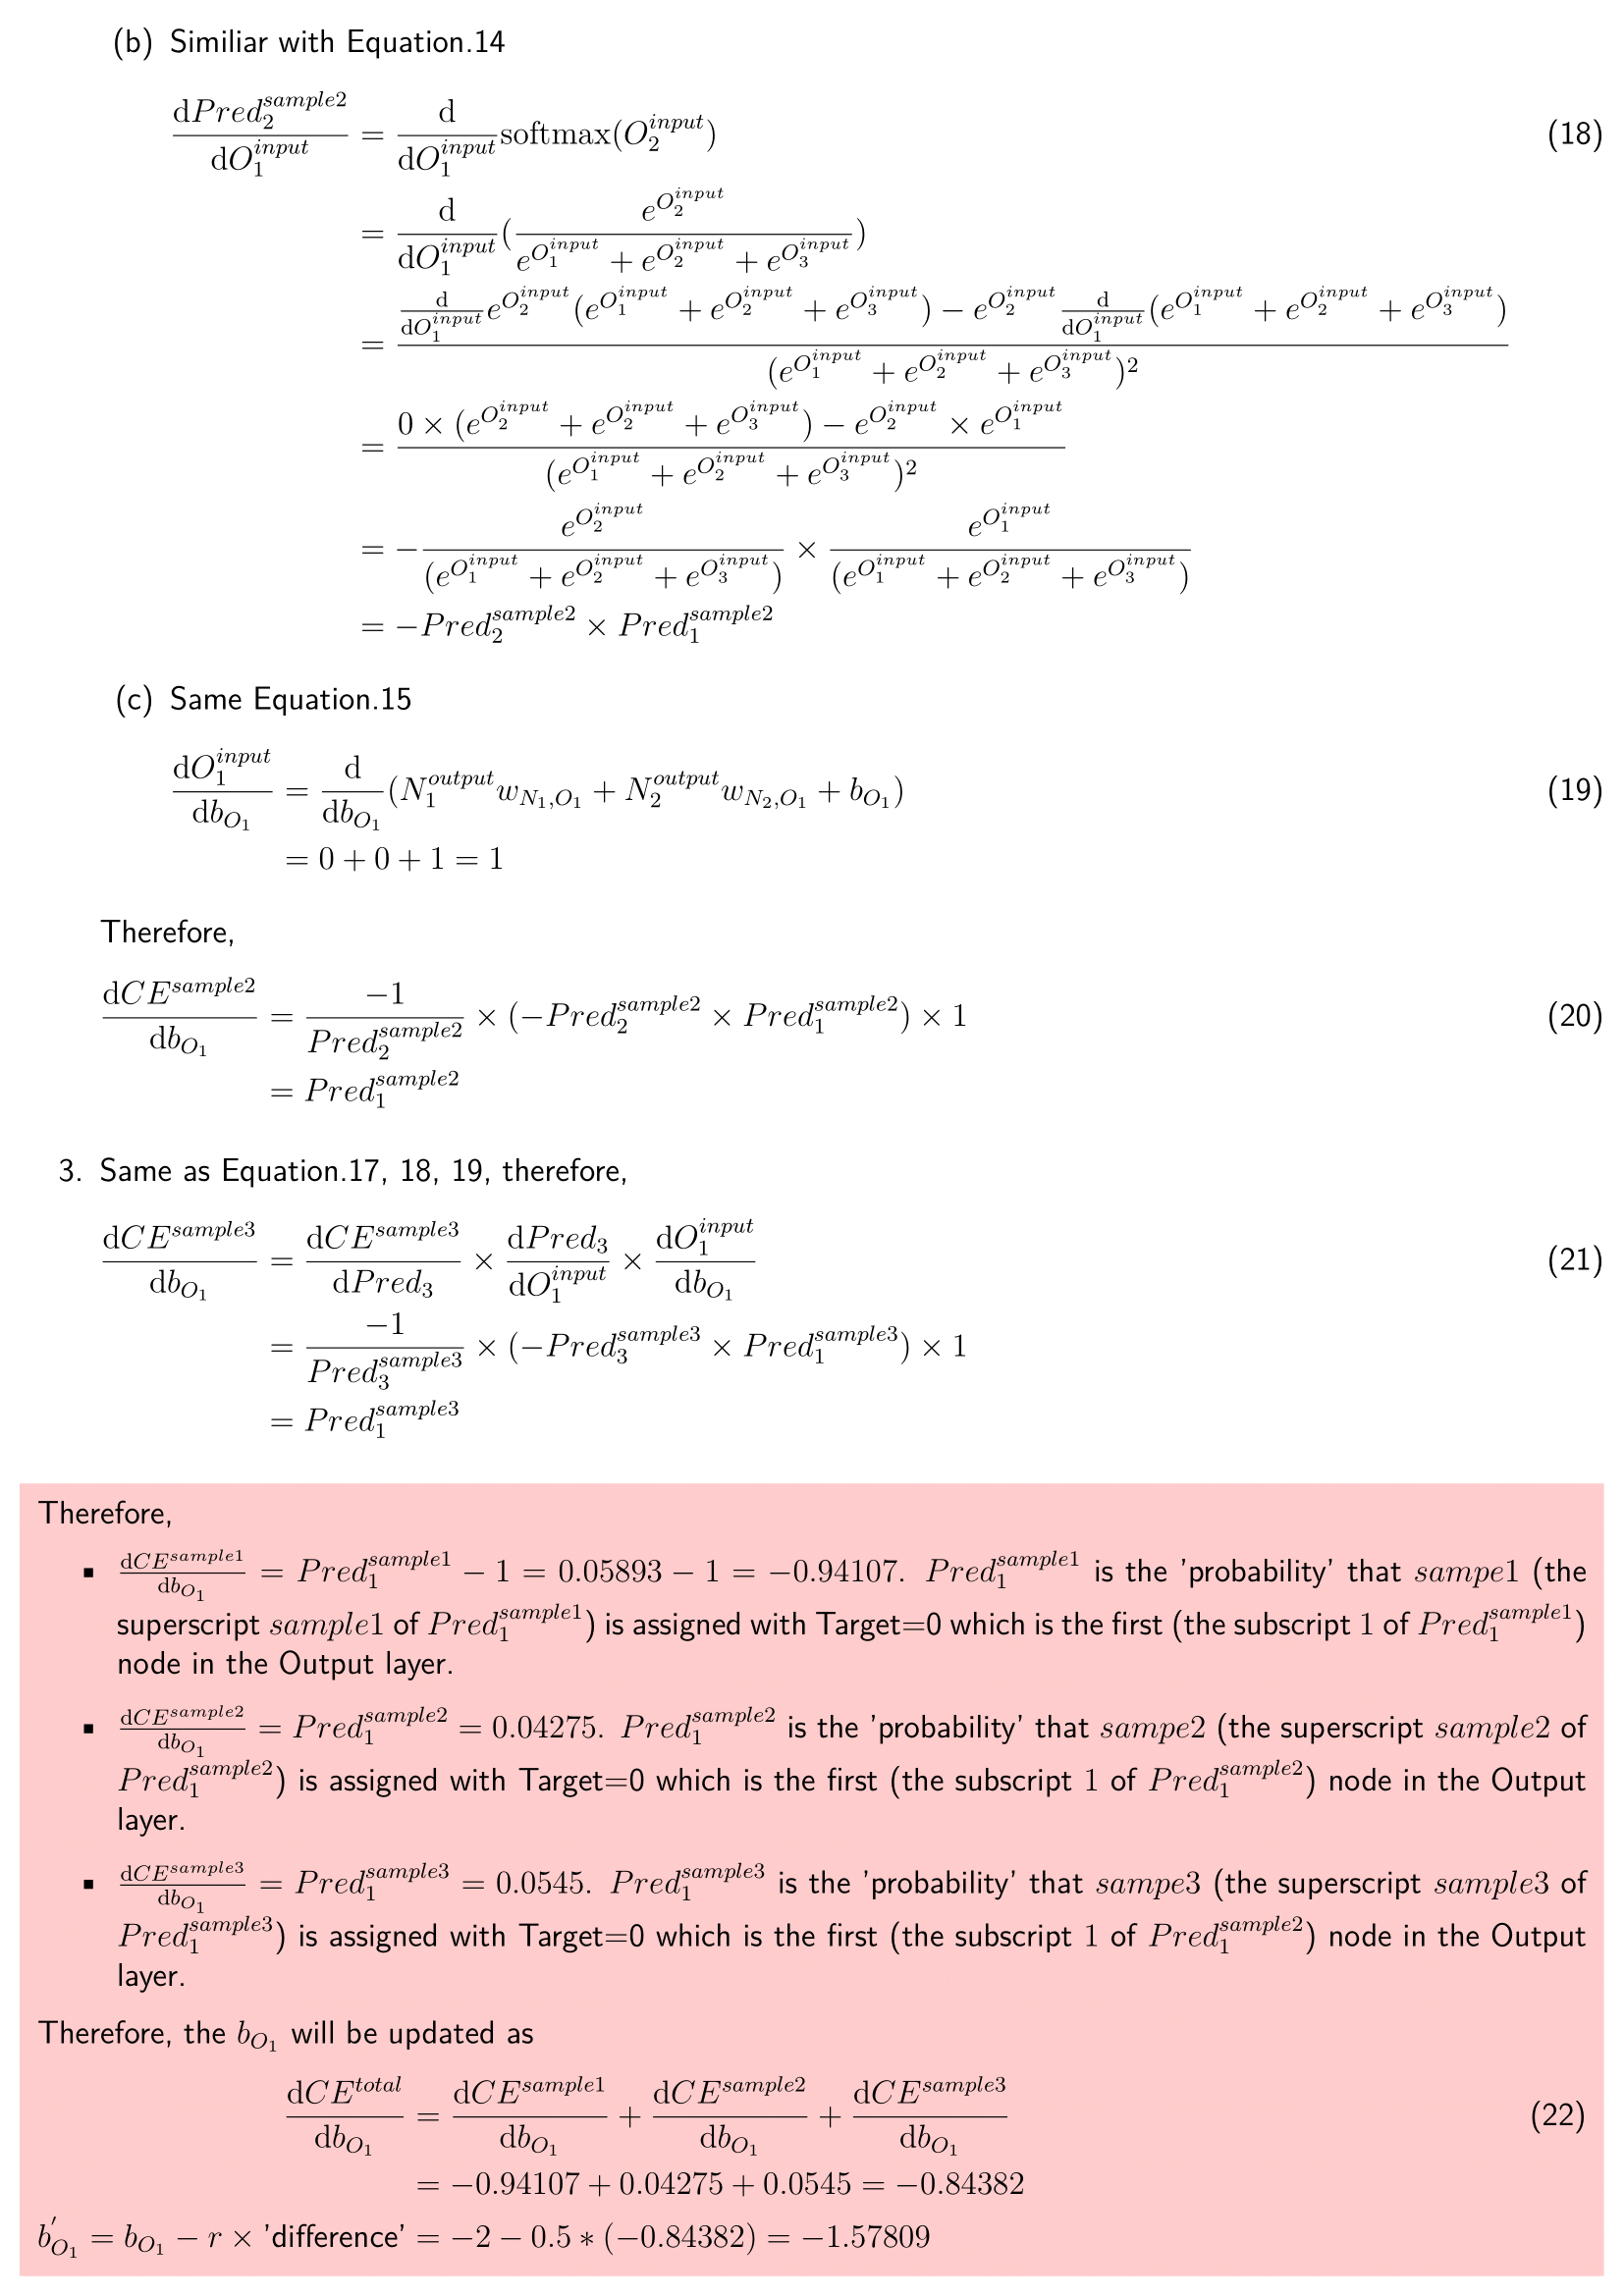 (b) Similiar with Equation.14
\frac{\mathrm{d}Pred_2^{sample2}}{\mathrm{d}O_1^{input}} = \frac{\mathrm{d}}{\mathrm{d}O_1^{input}}\mathrm{softmax}(O_2^{input}) (18)
= \frac{\mathrm{d}}{\mathrm{d}O_1^{input}}(\frac{e^{O_2^{input}}}{e^{O_1^{input}} + e^{O_2^{input}} + e^{O_3^{input}}})
= \frac{\frac{\mathrm{d}}{\mathrm{d}O_1^{input}}e^{O_2^{input}}(e^{O_1^{input}} + e^{O_2^{input}} + e^{O_3^{input}}) - e^{O_2^{input}}\frac{\mathrm{d}}{\mathrm{d}O_1^{input}}(e^{O_1^{input}} + e^{O_2^{input}} + e^{O_3^{input}})}{(e^{O_1^{input}} + e^{O_2^{input}} + e^{O_3^{input}})^2}
= \frac{0 \times (e^{O_2^{input}} + e^{O_2^{input}} + e^{O_3^{input}}) - e^{O_2^{input}} \times e^{O_1^{input}}}{(e^{O_1^{input}} + e^{O_2^{input}} + e^{O_3^{input}})^2}
= -\frac{e^{O_2^{input}}}{(e^{O_1^{input}} + e^{O_2^{input}} + e^{O_3^{input}})} \times \frac{e^{O_1^{input}}}{(e^{O_1^{input}} + e^{O_2^{input}} + e^{O_3^{input}})}
= -Pred_2^{sample2} \times Pred_1^{sample2}
(c) Same Equation.15
\frac{\mathrm{d}O_1^{input}}{\mathrm{d}b_{O_1}} = \frac{\mathrm{d}}{\mathrm{d}b_{O_1}}(N_1^{output}w_{N_1,O_1} + N_2^{output}w_{N_2,O_1} + b_{O_1}) (19)
= 0 + 0 + 1 = 1
Therefore,
\frac{\mathrm{d}CE^{sample2}}{\mathrm{d}b_{O_1}} = \frac{-1}{Pred_2^{sample2}} \times (-Pred_2^{sample2} \times Pred_1^{sample2}) \times 1 (20)
= Pred_1^{sample2}
3. Same as Equation.17, 18, 19, therefore,
\frac{\mathrm{d}CE^{sample3}}{\mathrm{d}b_{O_1}} = \frac{\mathrm{d}CE^{sample3}}{\mathrm{d}Pred_3} \times \frac{\mathrm{d}Pred_3}{\mathrm{d}O_1^{input}} \times \frac{\mathrm{d}O_1^{input}}{\mathrm{d}b_{O_1}} (21)
= \frac{-1}{Pred_3^{sample3}} \times (-Pred_3^{sample3} \times Pred_1^{sample3}) \times 1
= Pred_1^{sample3}
Therefore,
▪ \frac{\mathrm{d}CE^{sample1}}{\mathrm{d}b_{O_1}} = Pred_1^{sample1} - 1 = 0.05893 - 1 = -0.94107. Pred_1^{sample1} is the 'probability' that sampe1 (the
superscript sample1 of Pred_1^{sample1}) is assigned with Target=0 which is the first (the subscript 1 of Pred_1^{sample1})
node in the Output layer.
▪ \frac{\mathrm{d}CE^{sample2}}{\mathrm{d}b_{O_1}} = Pred_1^{sample2} = 0.04275. Pred_1^{sample2} is the 'probability' that sampe2 (the superscript sample2 of
Pred_1^{sample2}) is assigned with Target=0 which is the first (the subscript 1 of Pred_1^{sample2}) node in the Output
layer.
▪ \frac{\mathrm{d}CE^{sample3}}{\mathrm{d}b_{O_1}} = Pred_1^{sample3} = 0.0545. Pred_1^{sample3} is the 'probability' that sampe3 (the superscript sample3 of
Pred_1^{sample3}) is assigned with Target=0 which is the first (the subscript 1 of Pred_1^{sample2}) node in the Output
layer.
Therefore, the b_{O_1} will be updated as
\frac{\mathrm{d}CE^{total}}{\mathrm{d}b_{O_1}} = \frac{\mathrm{d}CE^{sample1}}{\mathrm{d}b_{O_1}} + \frac{\mathrm{d}CE^{sample2}}{\mathrm{d}b_{O_1}} + \frac{\mathrm{d}CE^{sample3}}{\mathrm{d}b_{O_1}} (22)
= -0.94107 + 0.04275 + 0.0545 = -0.84382
b'_{O_1} = b_{O_1} - r \times 'difference' = -2 - 0.5 * (-0.84382) = -1.57809